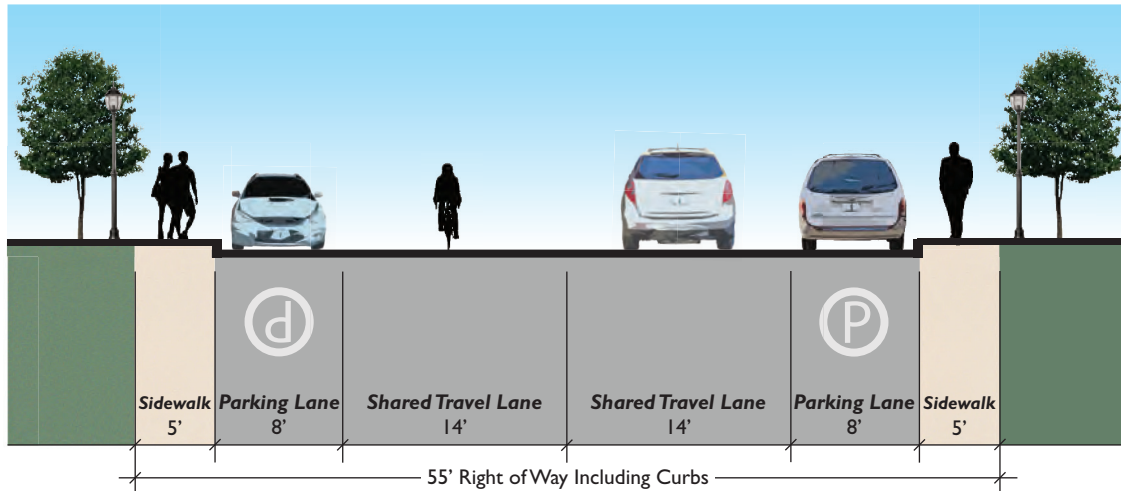 P P
Sidewalk Parking Lane Shared Travel Lane Shared Travel Lane Parking Lane Sidewalk
5’ 8’ 14’ 14’ 8’ 5’
55’ Right of Way Including Curbs